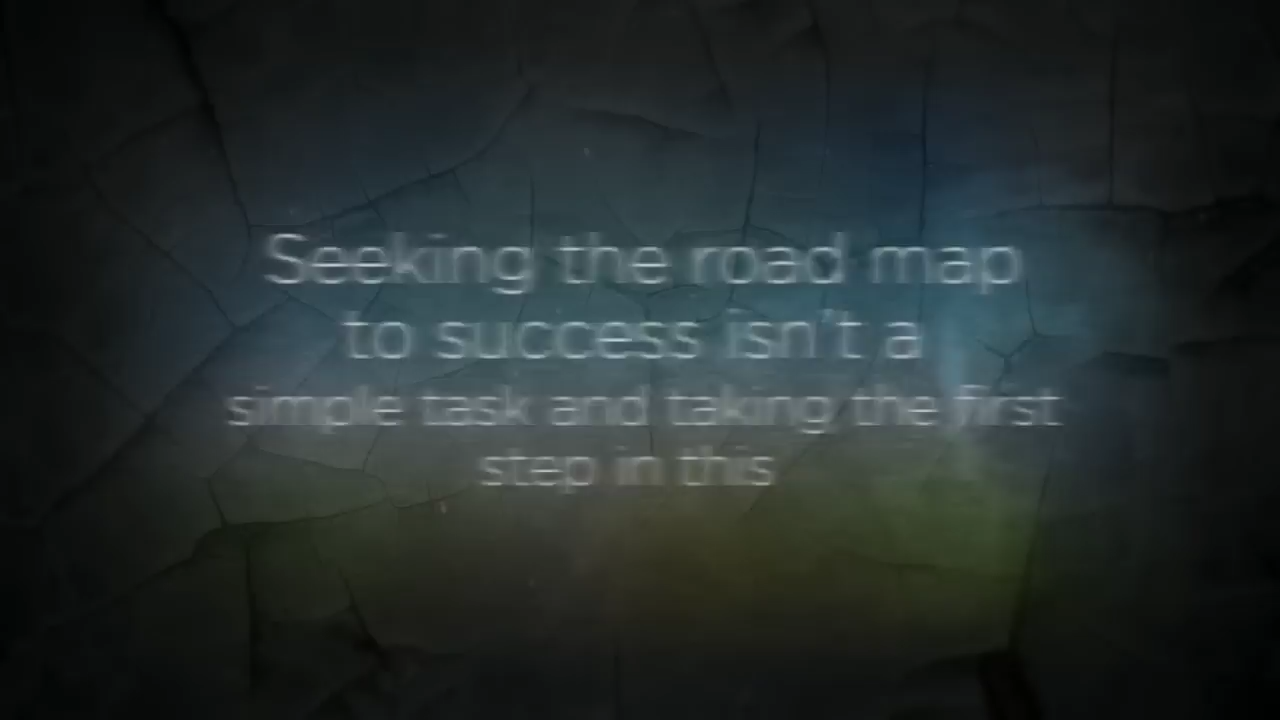 Seeking the road map
to success isn't a
simple task and taking the first
step in this